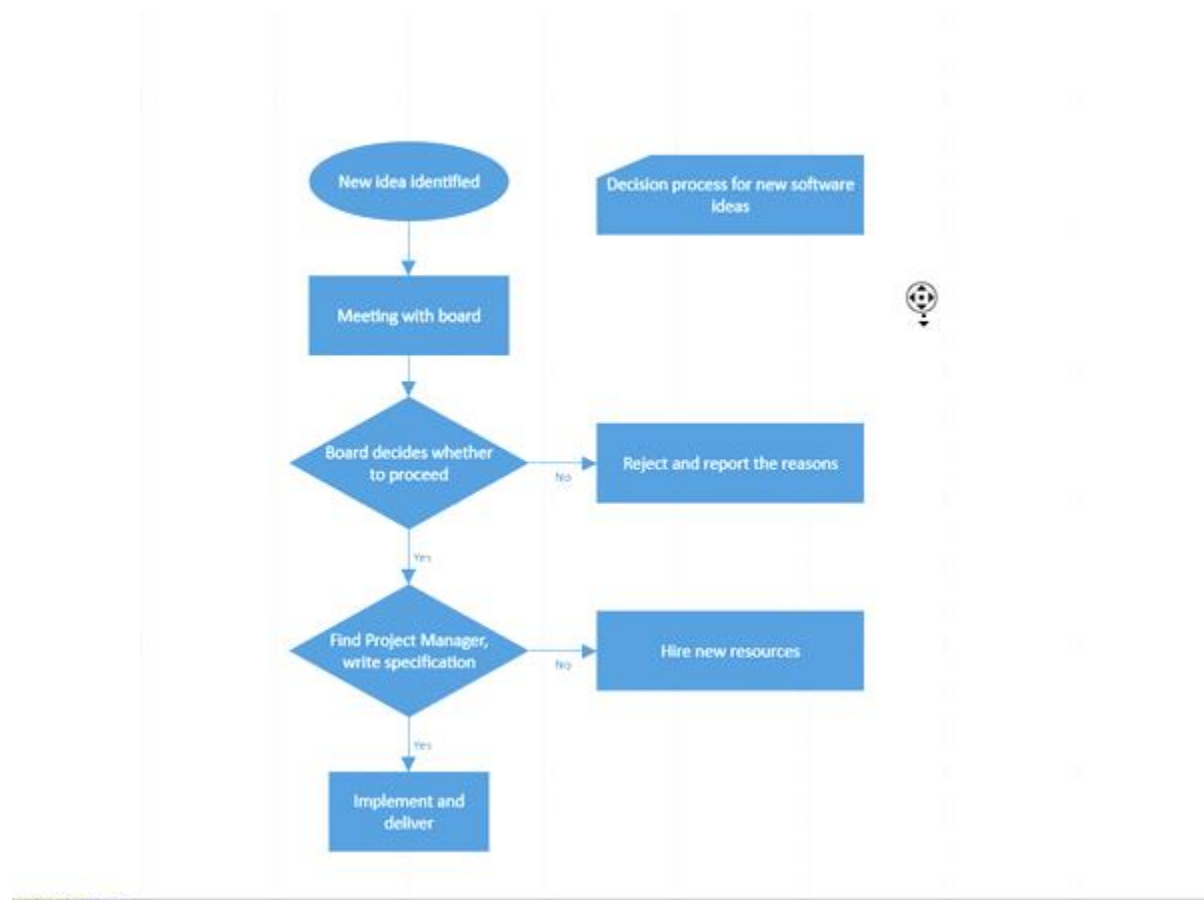 New idea identified
Decision process for new software
ideas
Meeting with board
Board decides whether
to proceed
No
Reject and report the reasons
Yes
Find Project Manager,
write specification
No
Hire new resources
Yes
Implement and
deliver